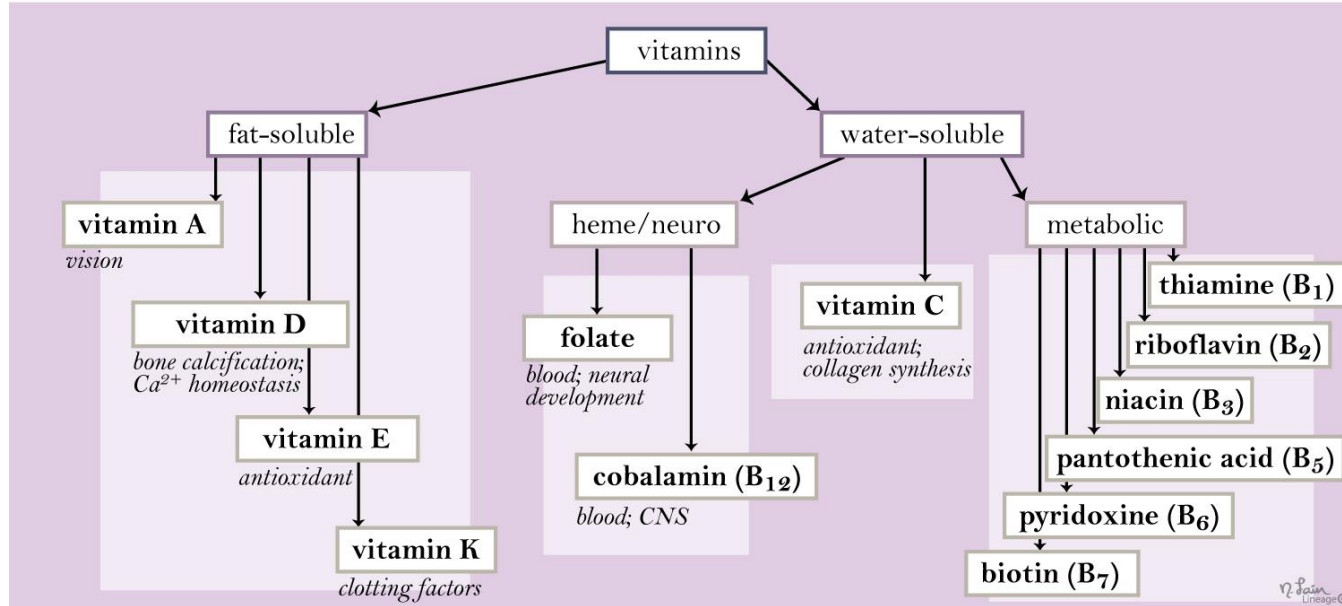 vitamins
fat-soluble
water-soluble
vitamin A
vision
vitamin D
bone calcification;
Ca²⁺ homeostasis
vitamin E
antioxidant
vitamin K
clotting factors
heme/neuro
folate
blood; neural
development
cobalamin (B₁₂)
blood; CNS
vitamin C
antioxidant;
collagen synthesis
metabolic
thiamine (B₁)
riboflavin (B₂)
niacin (B₃)
pantothenic acid (B₅)
pyridoxine (B₆)
biotin (B₇)
Lineage